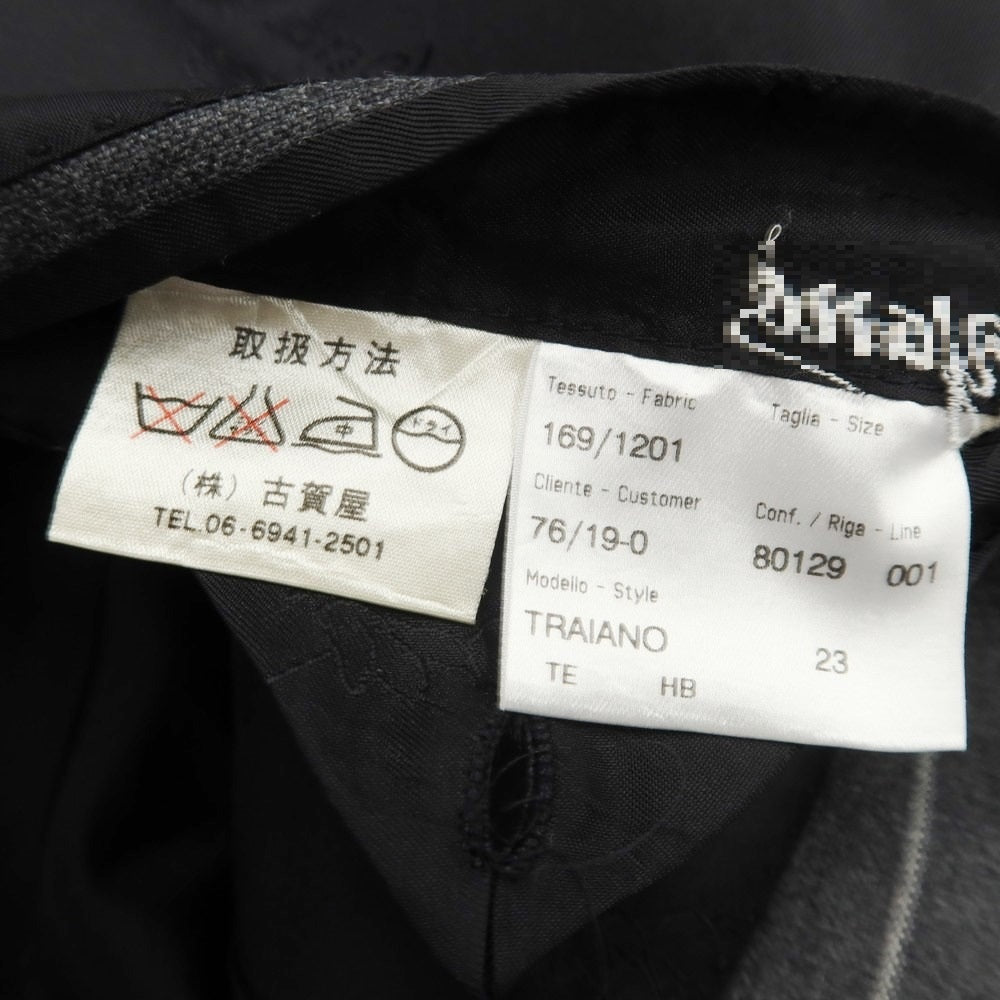 取扱方法
中
ドライ
(株) 古賀屋
TEL.06-6941-2501
Tessuto - Fabric
Taglia - Size
169/1201
Cliente - Customer
Conf. / Riga - Line
76/19-0
80129 001
Modello - Style
TRAIANO
23
TE HB